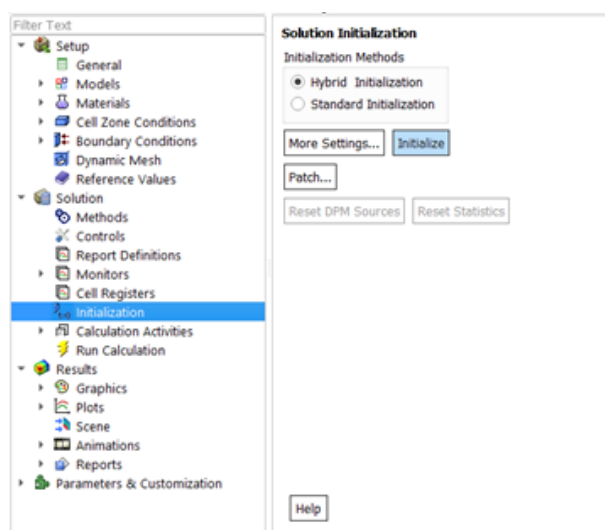 Filter Text
Setup
General
Models
Materials
Cell Zone Conditions
Boundary Conditions
Dynamic Mesh
Reference Values
Solution
Methods
Controls
Report Definitions
Monitors
Cell Registers
Initialization
Calculation Activities
Run Calculation
Results
Graphics
Plots
Scene
Animations
Reports
Parameters & Customization
Solution Initialization
Initialization Methods
Hybrid Initialization
Standard Initialization
More Settings... Initialize
Patch...
Reset DPM Sources Reset Statistics
Help